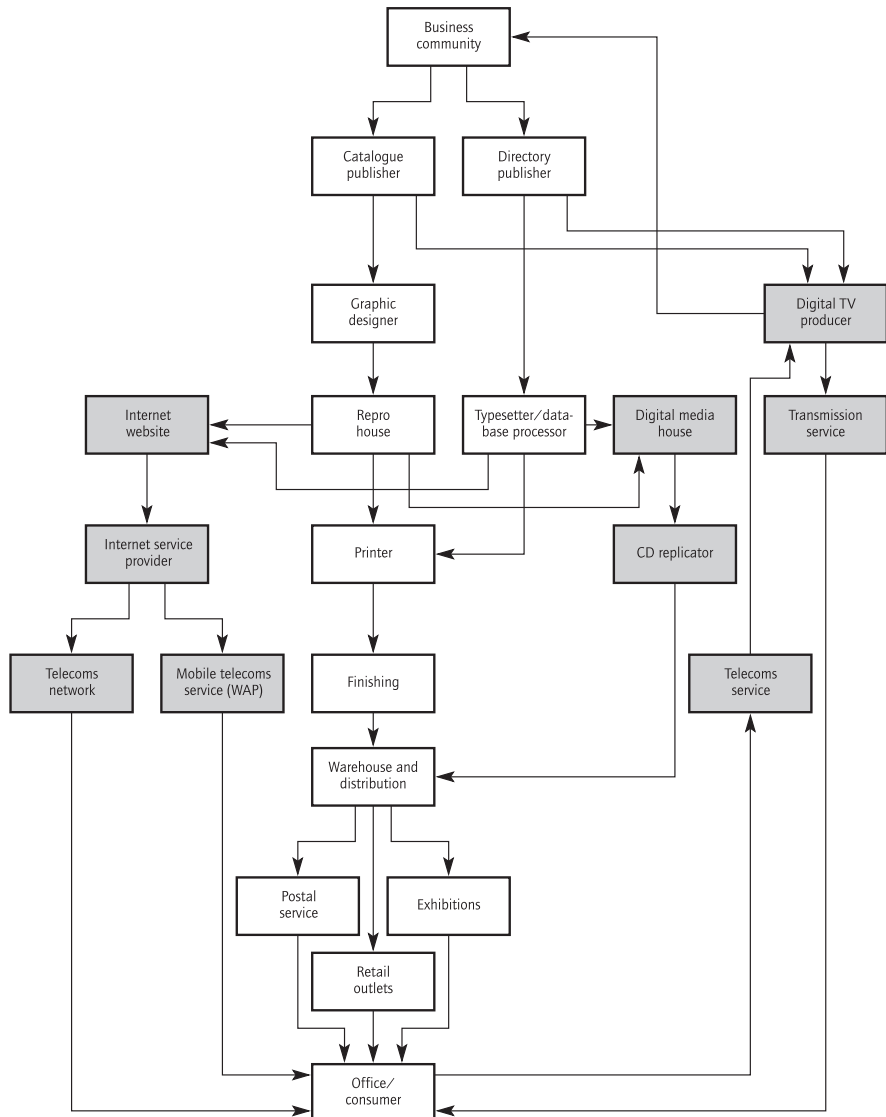 Business
community
Catalogue
publisher
Directory
publisher
Graphic
designer
Digital TV
producer
Internet
website
Repro
house
Typesetter/data-
base processor
Digital media
house
Transmission
service
Internet service
provider
Printer
CD replicator
Telecoms
network
Mobile telecoms
service (WAP)
Finishing
Telecoms
service
Warehouse and
distribution
Postal
service
Exhibitions
Retail
outlets
Office/
consumer